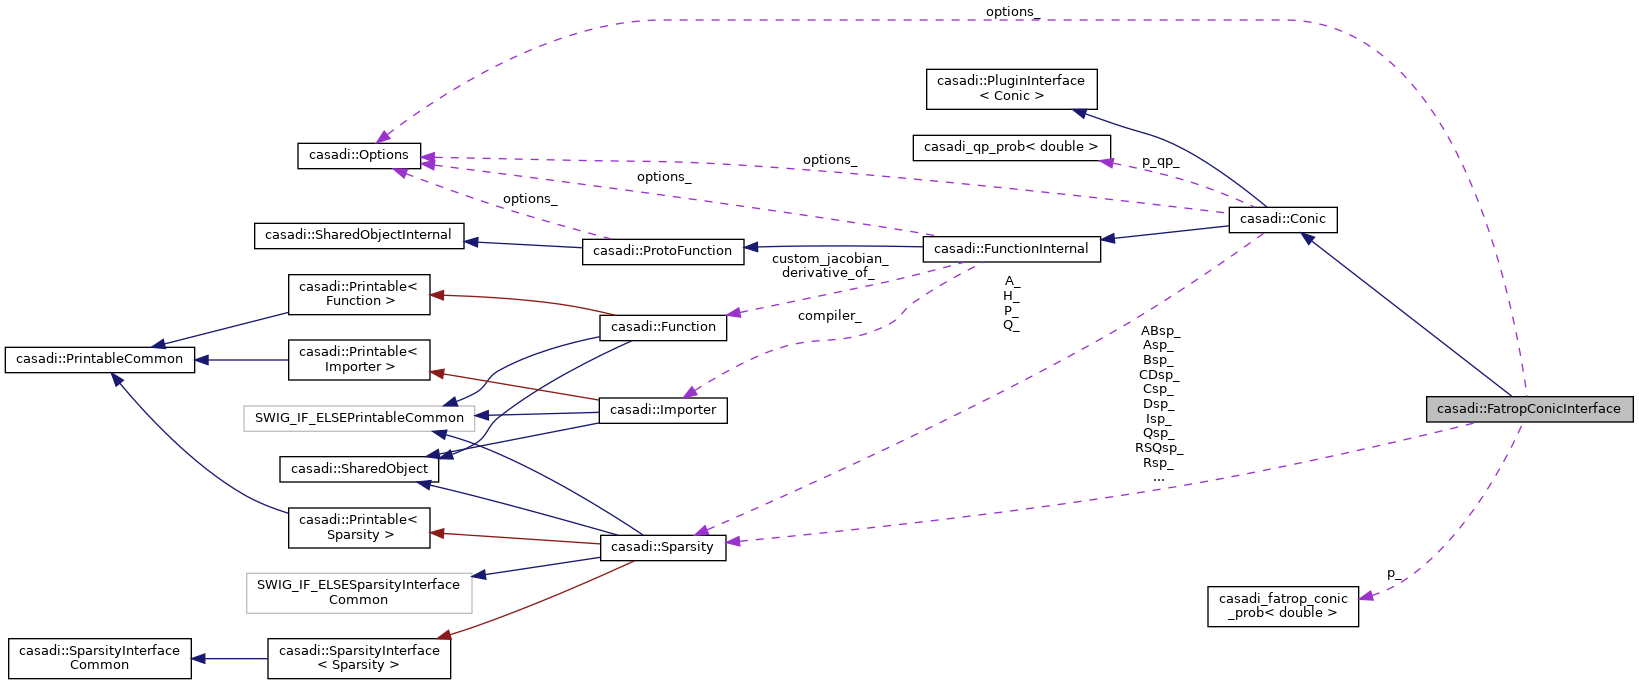 options_
casadi::PluginInterface
< Conic >
casadi_qp_prob< double >
casadi::Options
options_
p_qp_
options_
options_
casadi::Conic
casadi::SharedObjectInternal
casadi::ProtoFunction
casadi::FunctionInternal
custom_jacobian_
derivative_of_
A_
H_
P_
Q_
casadi::Printable<
Function >
compiler_
casadi::Function
ABsp_
Asp_
Bsp_
CDsp_
Csp_
Dsp_
Isp_
Qsp_
RSQsp_
Rsp_
...
casadi::PrintableCommon
casadi::Printable<
Importer >
casadi::Importer
casadi::FatropConicInterface
SWIG_IF_ELSEPrintableCommon
casadi::SharedObject
casadi::Printable<
Sparsity >
casadi::Sparsity
SWIG_IF_ELSESparsityInterface
Common
p_
casadi_fatrop_conic
_prob< double >
casadi::SparsityInterface
Common
casadi::SparsityInterface
< Sparsity >